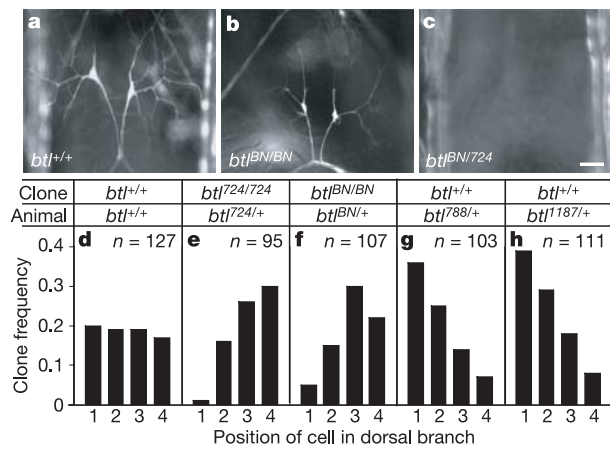 a b c
btl+/+ btlBN/BN btlBN/724
Clone btl+/+ btl724/724 btlBN/BN btl+/+ btl+/+
Animal btl+/+ btl724/+ btlBN/+ btl788/+ btl1187/+
d n = 127 e n = 95 f n = 107 g n = 103 h n = 111
0.4
0.3
0.2
0.1
0
Clone frequency
1 2 3 4 1 2 3 4 1 2 3 4 1 2 3 4 1 2 3 4
Position of cell in dorsal branch